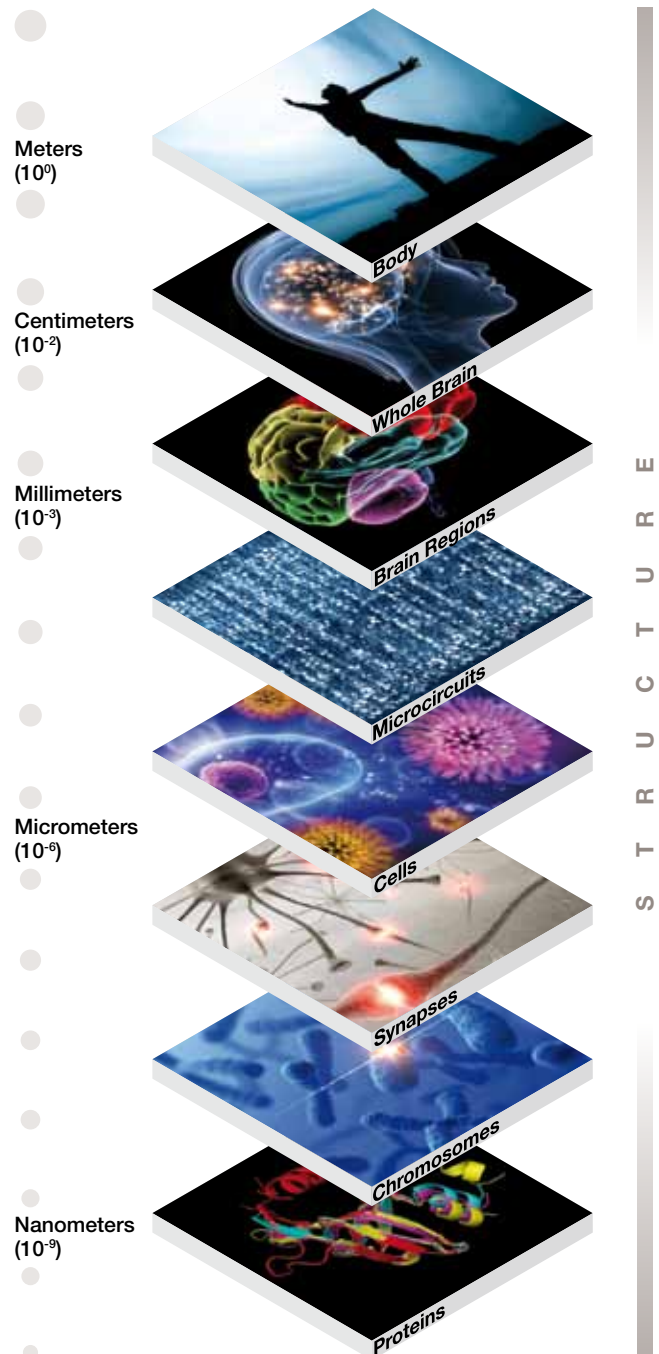 Meters
(10⁰)
Body
Centimeters
(10⁻²)
Whole Brain
Millimeters
(10⁻³)
Brain Regions
Microcircuits
Micrometers
(10⁻⁶)
Cells
Synapses
Chromosomes
Nanometers
(10⁻⁹)
Proteins
STRUCTURE